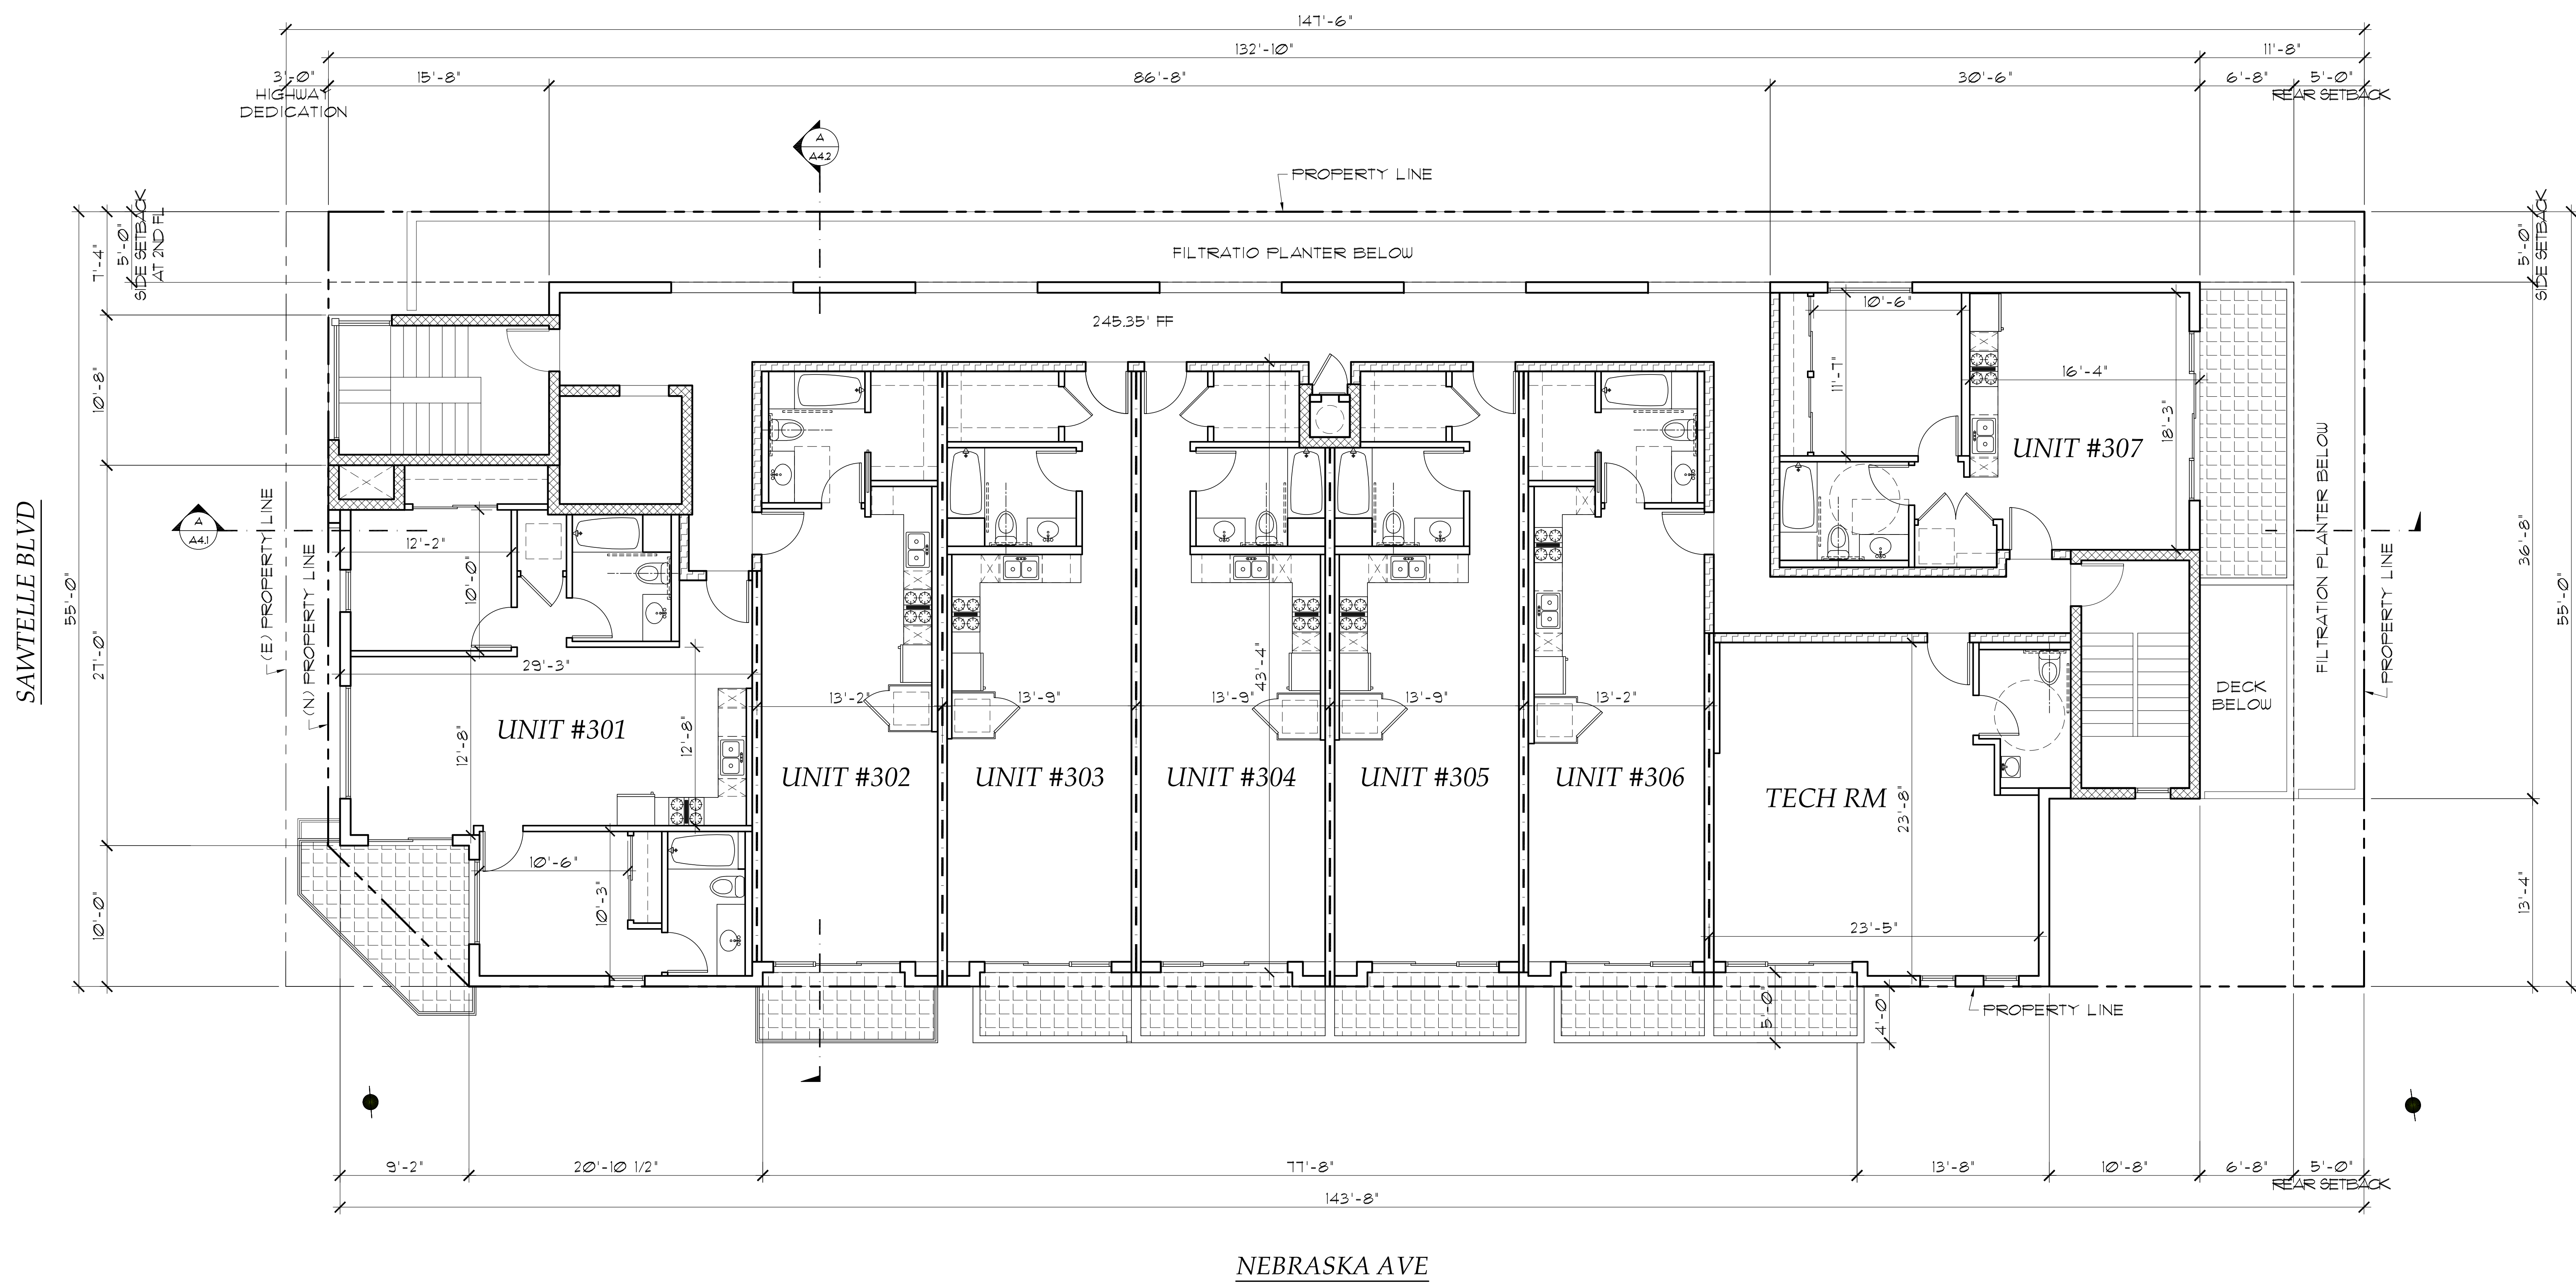 147'-6"
132'-10"
11'-8"
3'-0"
15'-8"
86'-8"
30'-6"
6'-8"
5'-0"
HIGHWAY
DEDICATION
REAR SETBACK
A
A4.2
PROPERTY LINE
SIDE SETBACK
AT 2ND FL
5'-0"
7'-4"
5'-0"
SIDE SETBACK
FILTRATIO PLANTER BELOW
245.35' FF
10'-6"
11'-7"
16'-4"
18'-3"
UNIT #307
10'-8"
A
A4.1
(E) PROPERTY LINE
(N) PROPERTY LINE
12'-2"
10'-0"
SAWTELLE BLVD
55'-0"
27'-0"
29'-3"
12'-8"
12'-8"
UNIT #301
13'-2"
13'-9"
13'-9"
43'-4"
13'-9"
13'-2"
UNIT #302
UNIT #303
UNIT #304
UNIT #305
UNIT #306
TECH RM
23'-8"
23'-5"
DECK
BELOW
FILTRATION PLANTER BELOW
PROPERTY LINE
36'-8"
55'-0"
13'-4"
10'-0"
10'-6"
10'-3"
5'-0"
4'-0"
PROPERTY LINE
9'-2"
20'-10 1/2"
77'-8"
13'-8"
10'-8"
6'-8"
5'-0"
REAR SETBACK
143'-8"
NEBRASKA AVE